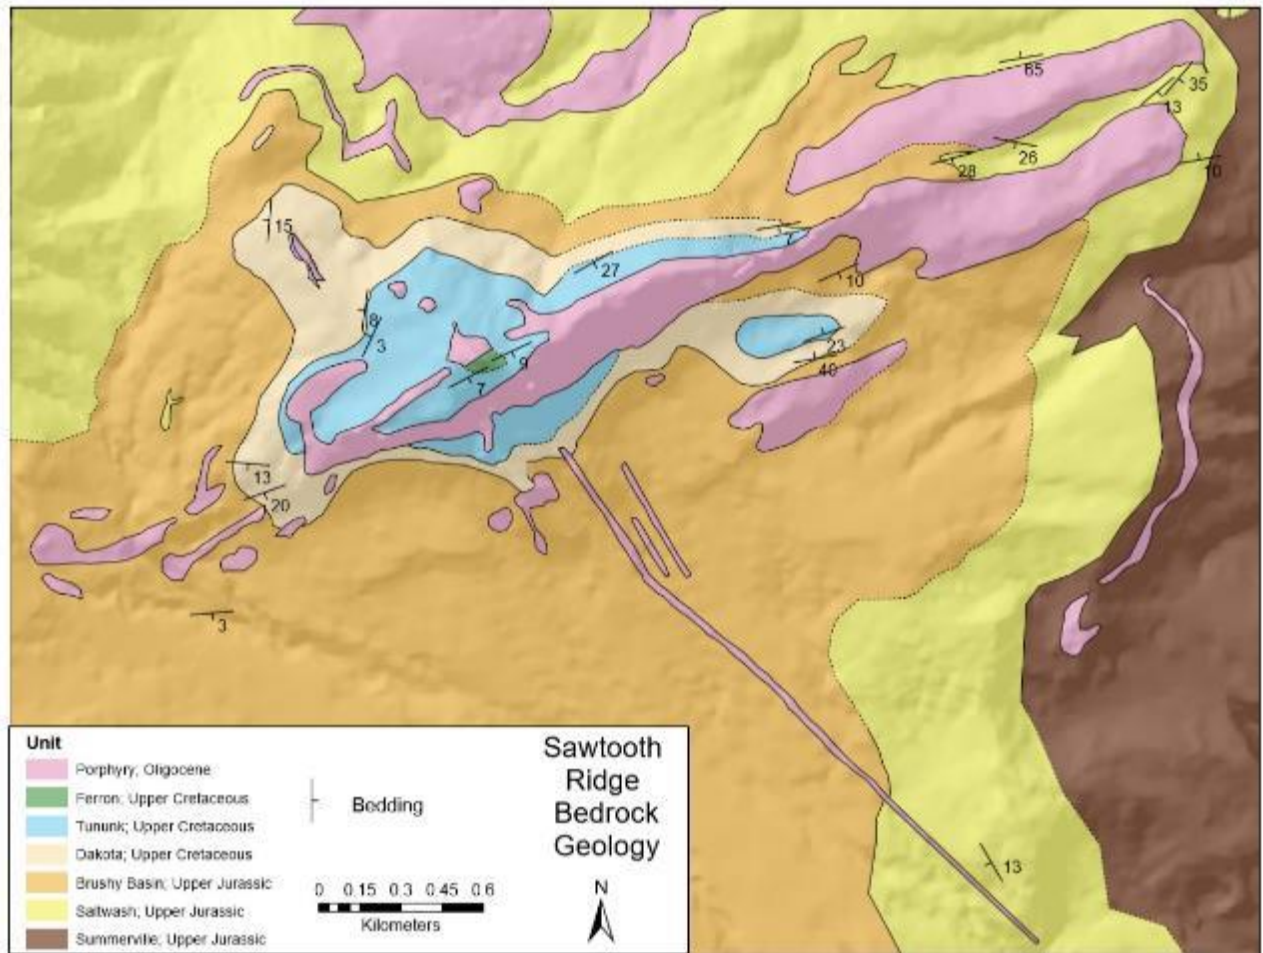 65
35
13
26
28
10
15
27
10
8
3
23
9
40
7
13
20
3
13
Unit
Porphyry; Oligocene
Ferron; Upper Cretaceous
Tununk; Upper Cretaceous
Dakota; Upper Cretaceous
Brushy Basin; Upper Jurassic
Saltwash; Upper Jurassic
Summerville; Upper Jurassic
Bedding
0 0.15 0.3 0.45 0.6
Kilometers
Sawtooth
Ridge
Bedrock
Geology
N